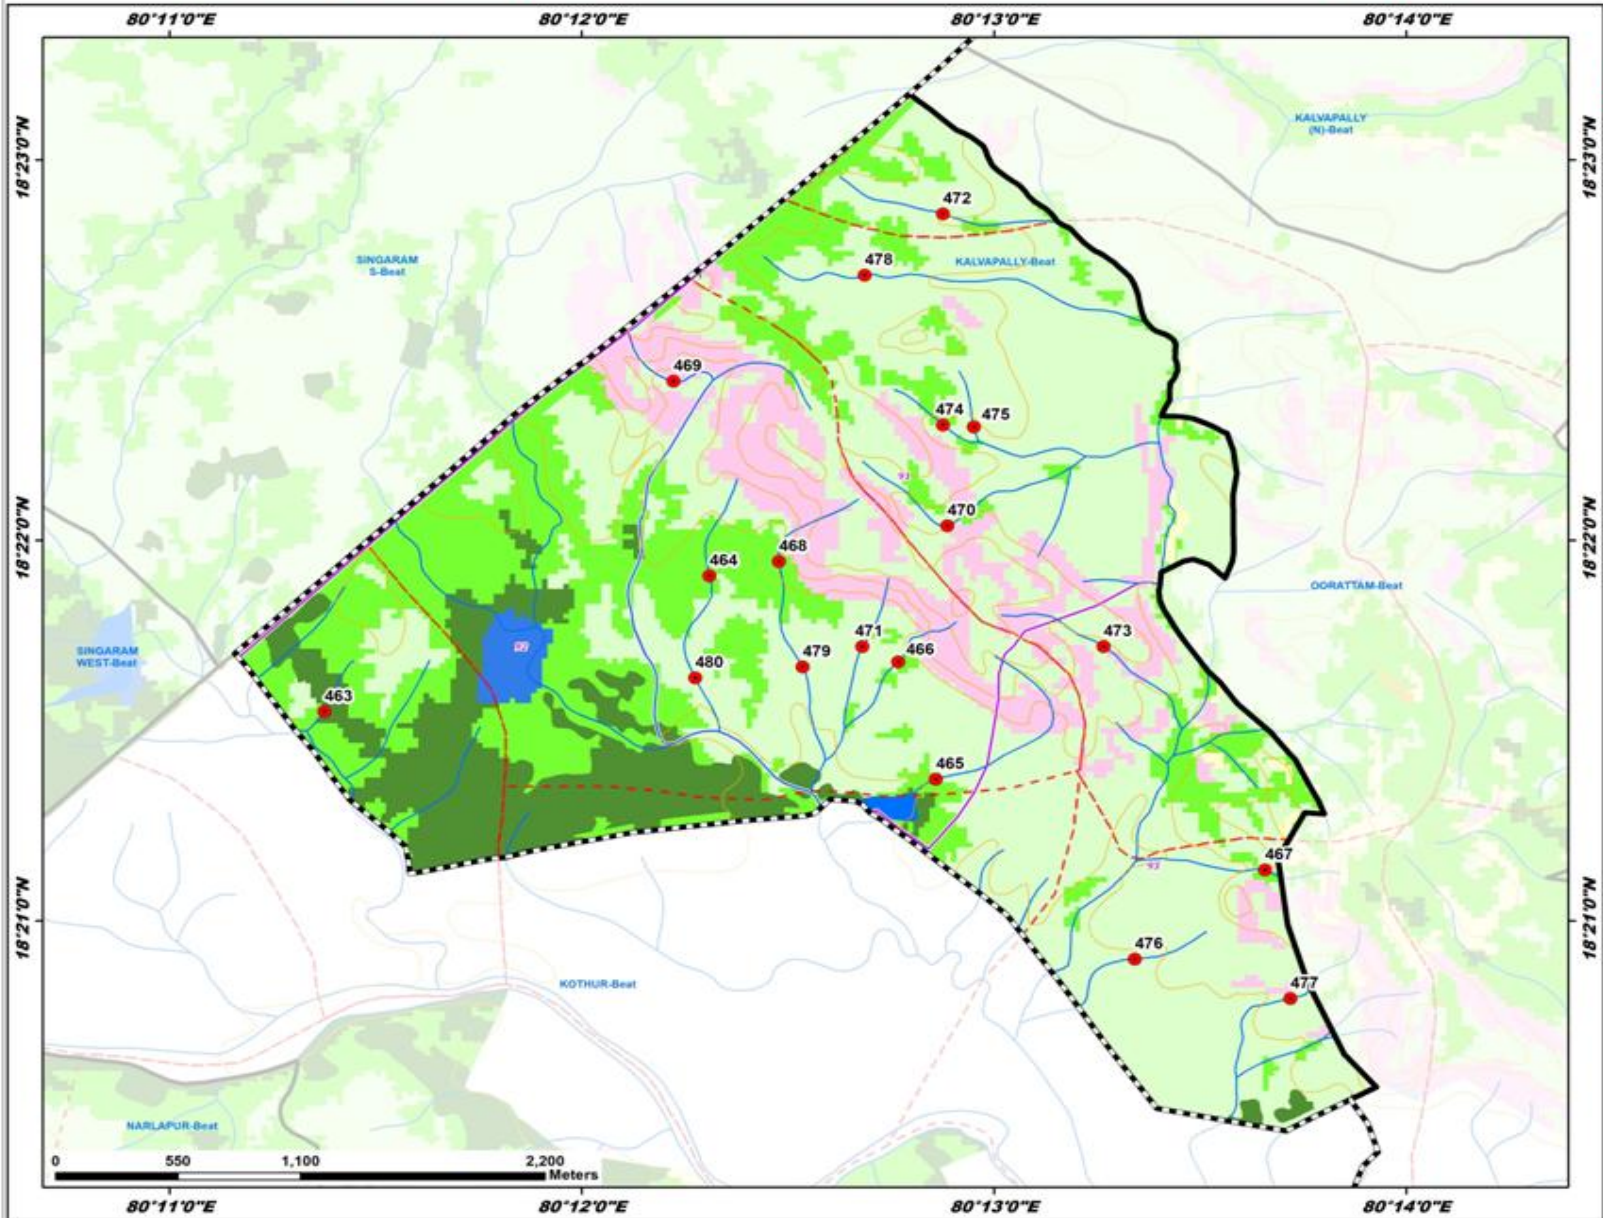 80°11'0"E 80°12'0"E 80°13'0"E 80°14'0"E
KALVAPALLY
(N)-Beat
18°23'0"N 18°23'0"N
472
SINGARAM
S-Beat
478
KALVAPALLY-Beat
469
474 475
93
470
18°22'0"N 18°22'0"N
468
464
OORATTAM-Beat
SINGARAM
WEST-Beat
92
471
473
466
479
480
463
465
467
93
18°21'0"N 18°21'0"N
476
477
KOTHUR-Beat
NARLAPUR-Beat
0 550 1,100 2,200
Meters
80°11'0"E 80°12'0"E 80°13'0"E 80°14'0"E